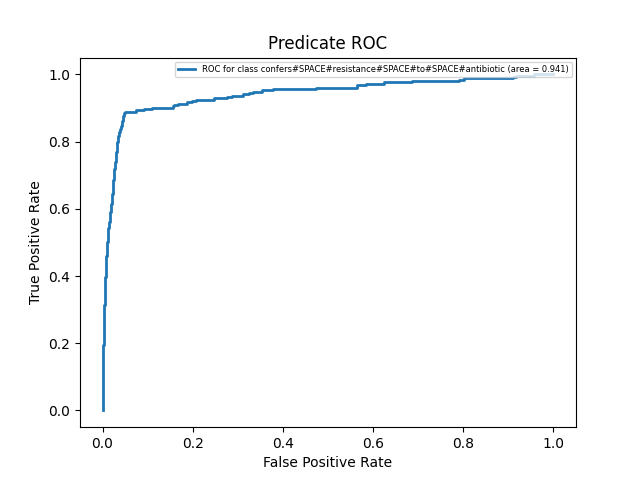 Predicate ROC
ROC for class confers#SPACE#resistance#SPACE#to#SPACE#antibiotic (area = 0.941)
1.0
0.8
0.6
0.4
0.2
0.0
True Positive Rate
0.0 0.2 0.4 0.6 0.8 1.0
False Positive Rate